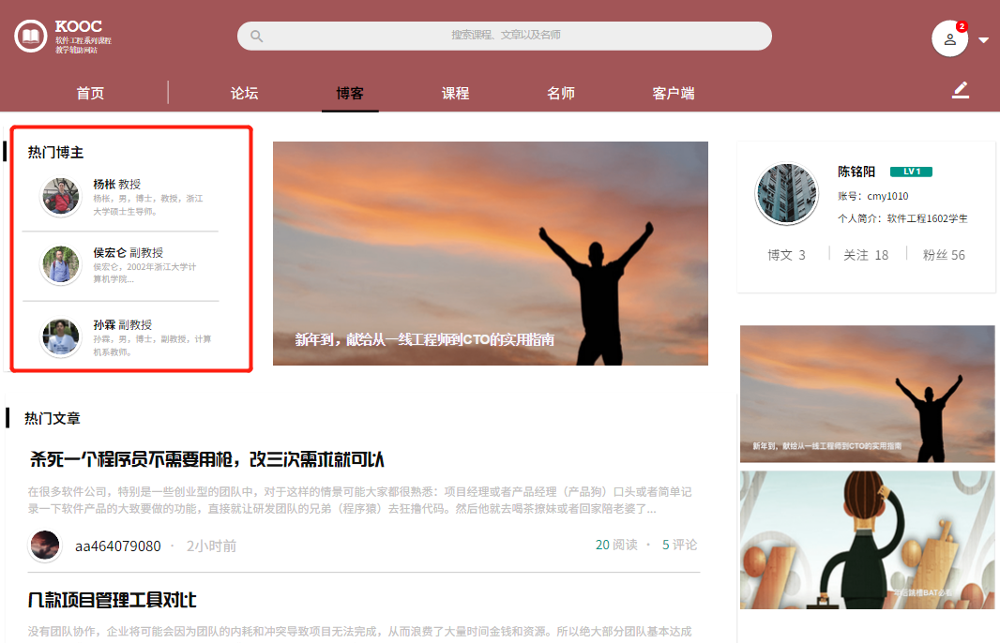 KOOC
软件工程系列课程
教学辅助网站
搜索课程、文章以及名师
2
首页
论坛
博客
课程
名师
客户端
热门博主
杨枨 教授
杨枨，男，博士，教授，浙江
大学硕士生导师。
侯宏仑 副教授
侯宏仑，2002年浙江大学计
算机学院...
孙霖 副教授
孙霖，男，博士，副教授，计算
机系教师。
新年到，献给从一线工程师到CTO的实用指南
陈铭阳 LV 1
账号：cmy1010
个人简介：软件工程1602学生
博文 3
关注 18
粉丝 56
新年到，献给从一线工程师到CTO的实用指南
年后跳槽BAT必看
热门文章
杀死一个程序员不需要用枪，改三次需求就可以
在很多软件公司，特别是一些创业型的团队中，对于这样的情景可能大家都很熟悉：项目经理或者产品经理（产品狗）口头或者简单记
录一下软件产品的大致要做的功能，直接就让研发团队的兄弟（程序猿）去狂撸代码。然后他就去喝茶撩妹或者回家陪老婆了...
aa464079080 · 2小时前
20 阅读 · 5 评论
几款项目管理工具对比
没有团队协作，企业将可能会因为团队的内耗和冲突导致项目无法完成，从而浪费了大量时间金钱和资源。所以绝大部分团队基本达成